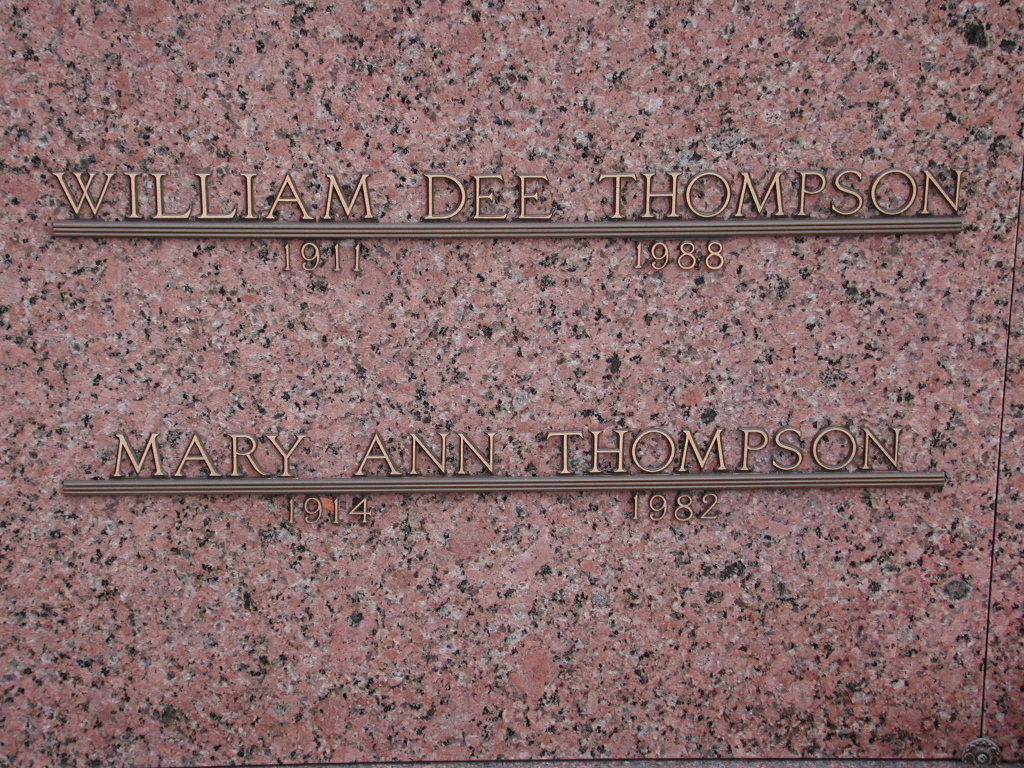 WILLIAM DEE THOMPSON
1911 1988
MARY ANN THOMPSON
1914 1982